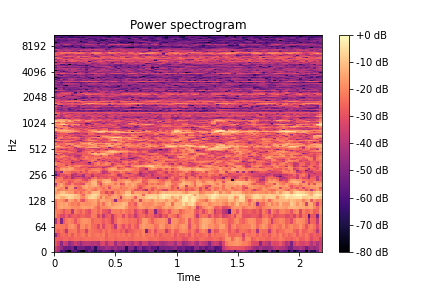 Power spectrogram
8192
4096
2048
1024
512
256
128
64
0
Hz
0
0.5
1
1.5
2
Time
+0 dB
-10 dB
-20 dB
-30 dB
-40 dB
-50 dB
-60 dB
-70 dB
-80 dB